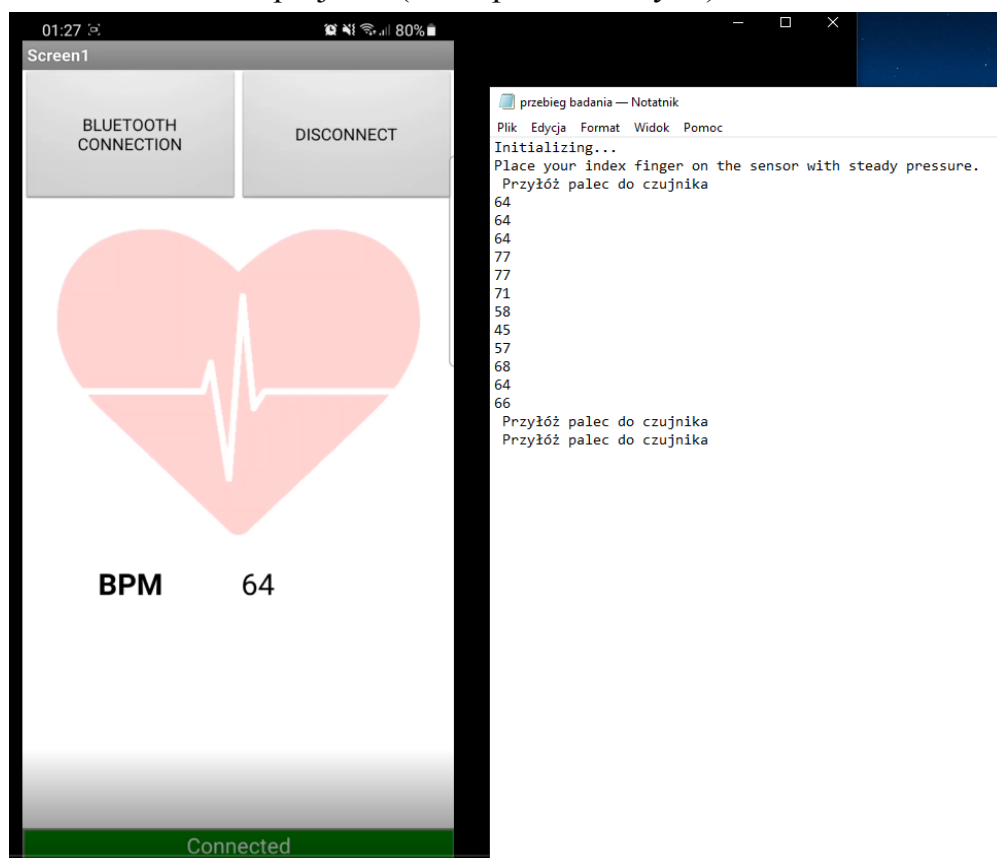 01:27 80%
Screen1
BLUETOOTH
CONNECTION
DISCONNECT
BPM 64
Connected
przebieg badania — Notatnik
Plik Edycja Format Widok Pomoc
Initializing...
Place your index finger on the sensor with steady pressure.
Przyłóż palec do czujnika
64
64
64
77
77
71
58
45
57
68
64
66
Przyłóż palec do czujnika
Przyłóż palec do czujnika